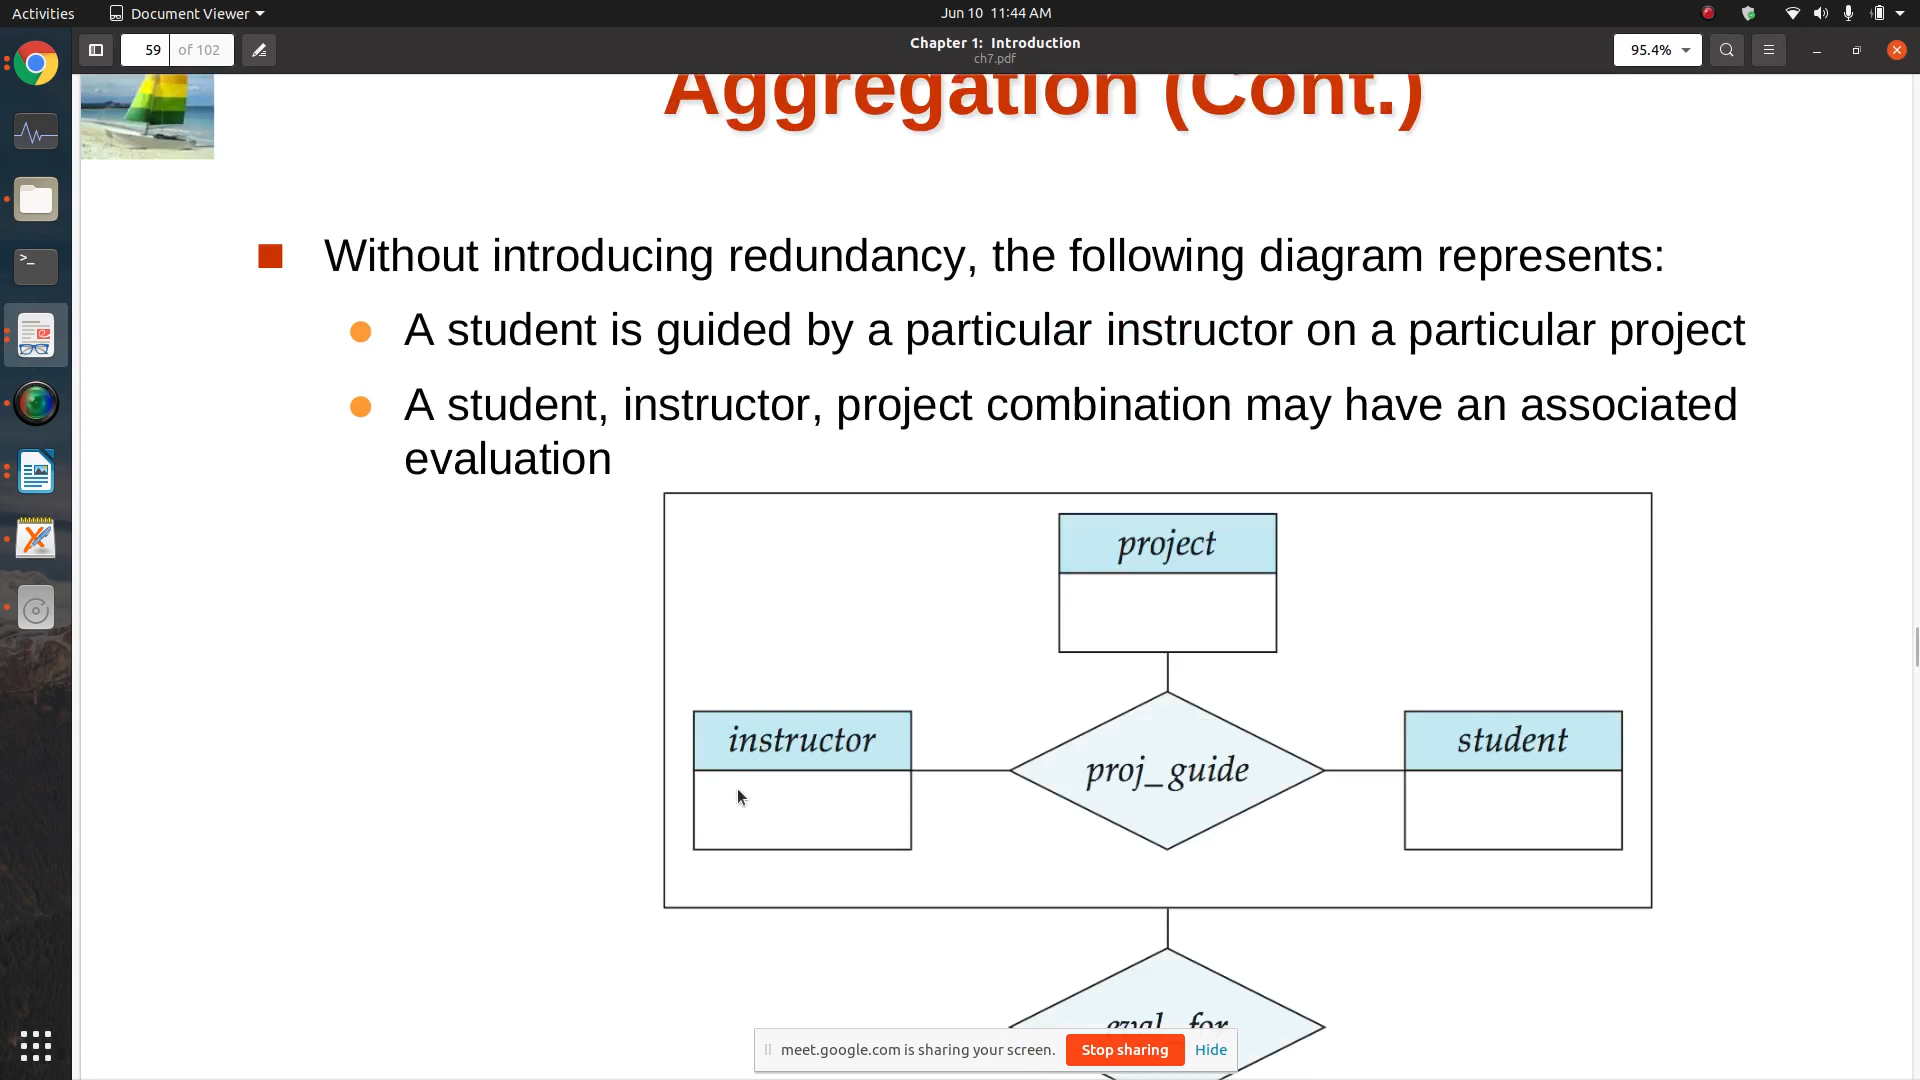 Activities
Document Viewer
Jun 10 11:44 AM
59
of 102
Chapter 1: Introduction
ch7.pdf
95.4%
Aggregation (Cont.)
Without introducing redundancy, the following diagram represents:
A student is guided by a particular instructor on a particular project
A student, instructor, project combination may have an associated
evaluation
project
instructor
proj_guide
student
eval_for
meet.google.com is sharing your screen.
Stop sharing
Hide